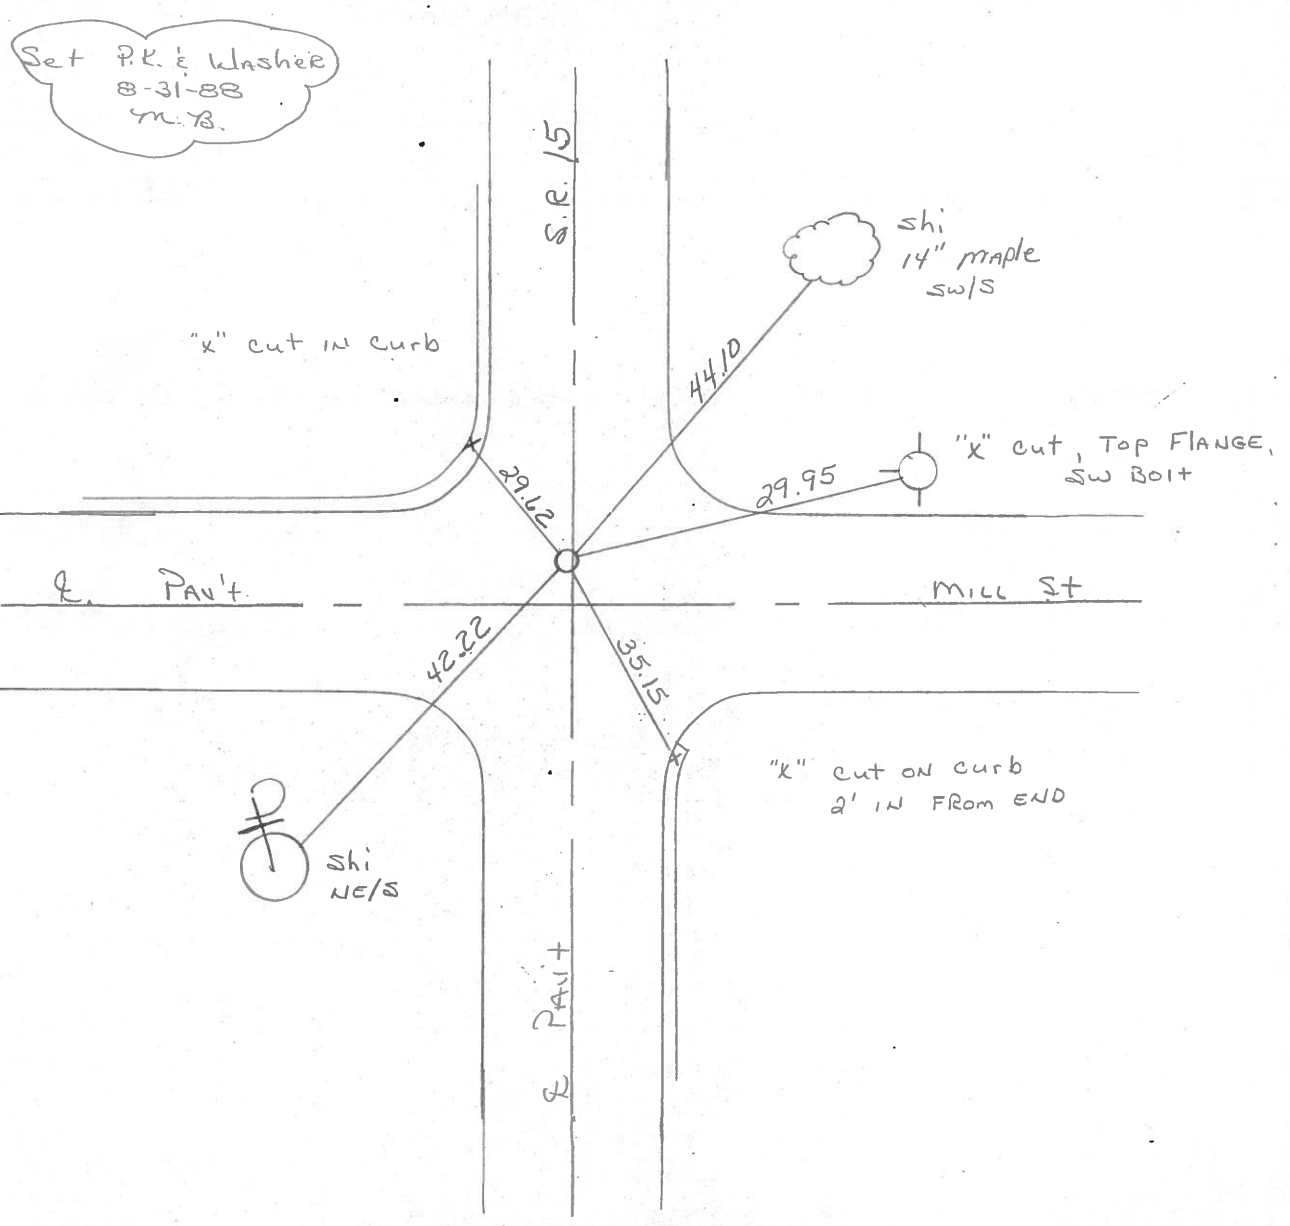 Set P.K. & Washer
8-31-88
M.B.
S.R. 15
shi
14" Maple
SW/S
"x" cut in curb
44.10
"x" cut, Top Flange,
SW Bolt
29.62
29.95
℄ Pav't.
Mill St
42.22
35.15
"x" cut on curb
2' in from end
P
shi
NE/S
℄ Pav't